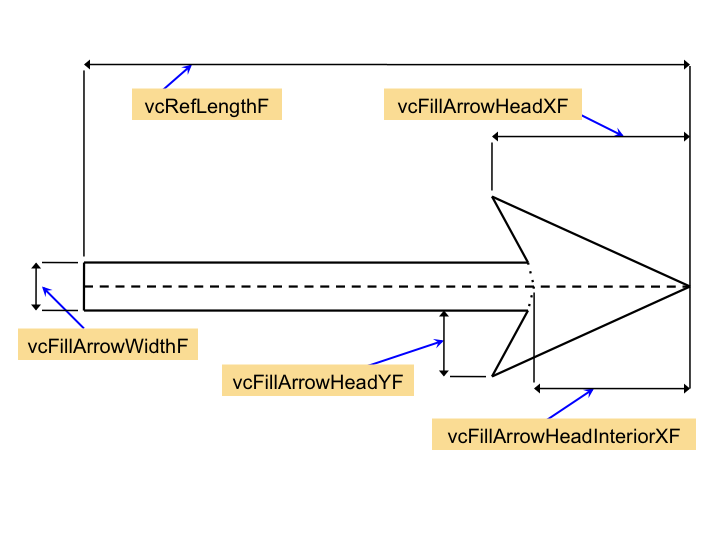 vcRefLengthF
vcFillArrowHeadXF
vcFillArrowWidthF
vcFillArrowHeadYF
vcFillArrowHeadInteriorXF